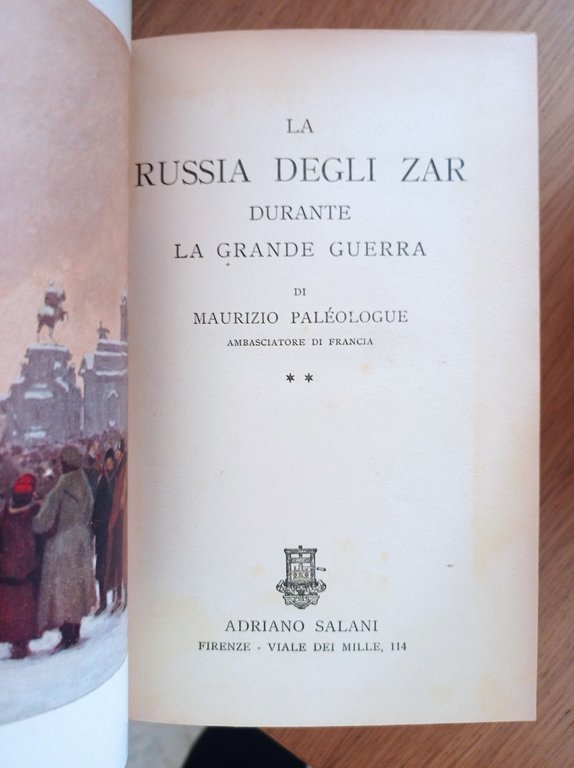 LA
RUSSIA DEGLI ZAR
DURANTE
LA GRANDE GUERRA
DI
MAURIZIO PALÉOLOGUE
AMBASCIATORE DI FRANCIA
* *
ADRIANO SALANI
FIRENZE - VIALE DEI MILLE, 114